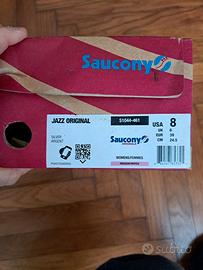 Saucony
JAZZ ORIGINAL
S1044-461
SILVER
ARGENT
Saucony
ORIGINALS
WOMENS/FEMMES
USA 8
UK 6
EUR 39
CM 24.5
Subito